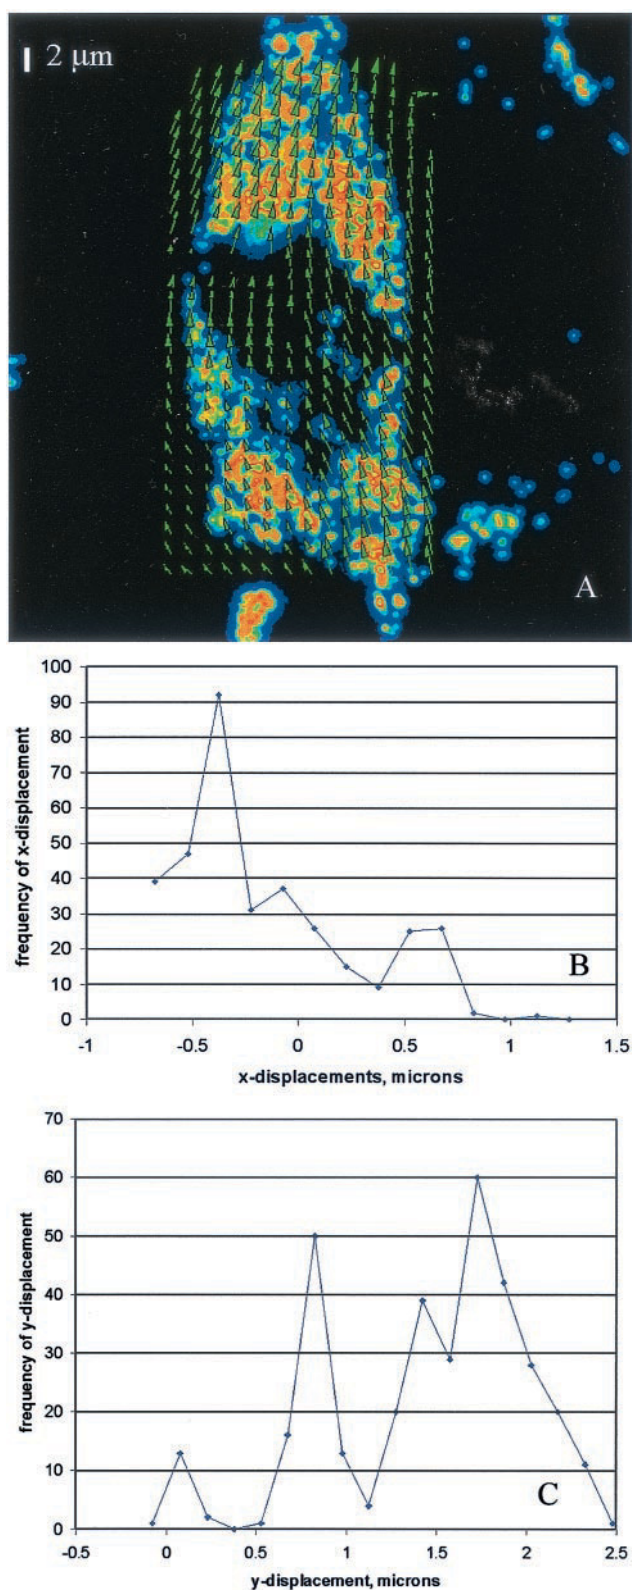 2 μm
A
100
90
80
70
60
50
40
30
20
10
0
frequency of x-displacement
B
-1 -0.5 0 0.5 1 1.5
x-displacements, microns
70
60
50
40
30
20
10
0
frequency of y-displacement
C
-0.5 0 0.5 1 1.5 2 2.5
y-displacement, microns